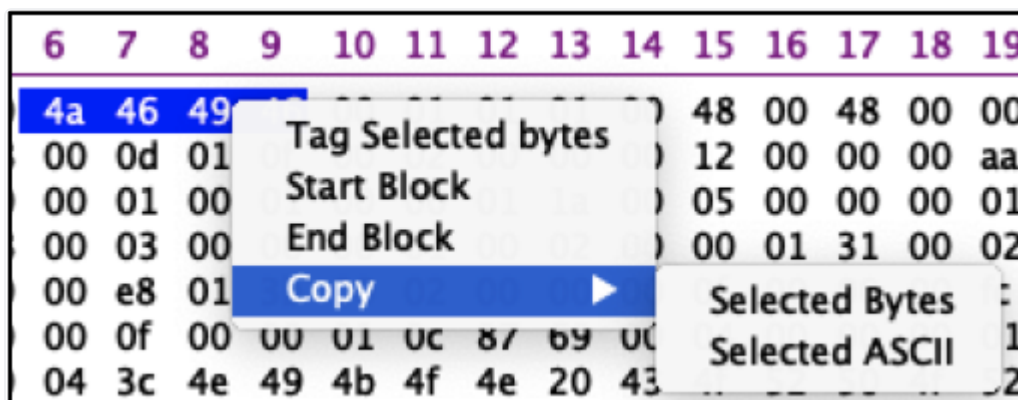 6 7 8 9 10 11 12 13 14 15 16 17 18 19
4a 46 49 48 00 48 00 00
00 0d 01 12 00 00 00 aa
00 01 00 05 00 00 00 01
00 03 00 00 01 31 00 02
00 e8 01
00 0f 00 00 01 0c 87 69 00
04 3c 4e 49 4b 4f 4e 20 43
Tag Selected bytes
Start Block
End Block
Copy
Selected Bytes
Selected ASCII